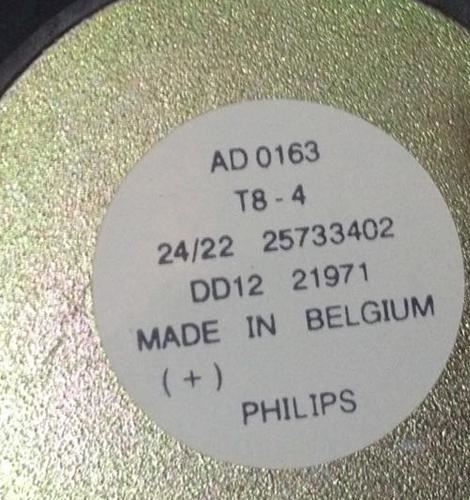 AD 0163
T8 - 4
24/22 25733402
DD12 21971
MADE IN BELGIUM
( + )
PHILIPS